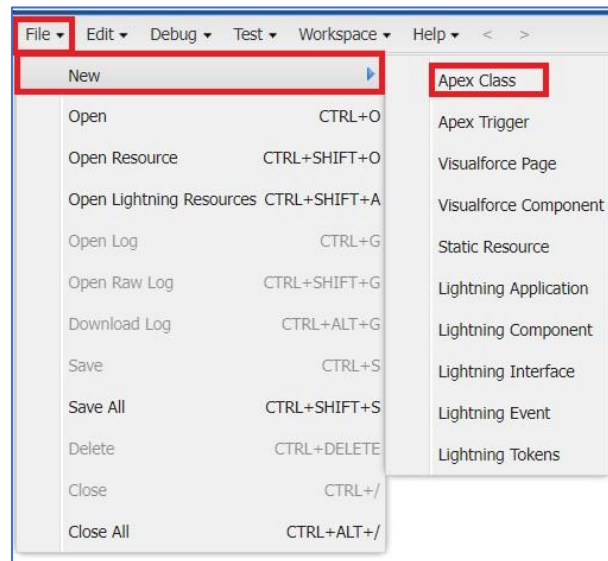 File Edit Debug Test Workspace Help < >
New
Open CTRL+O
Open Resource CTRL+SHIFT+O
Open Lightning Resources CTRL+SHIFT+A
Open Log CTRL+G
Open Raw Log CTRL+SHIFT+G
Download Log CTRL+ALT+G
Save CTRL+S
Save All CTRL+SHIFT+S
Delete CTRL+DELETE
Close CTRL+/
Close All CTRL+ALT+/
Apex Class
Apex Trigger
Visualforce Page
Visualforce Component
Static Resource
Lightning Application
Lightning Component
Lightning Interface
Lightning Event
Lightning Tokens